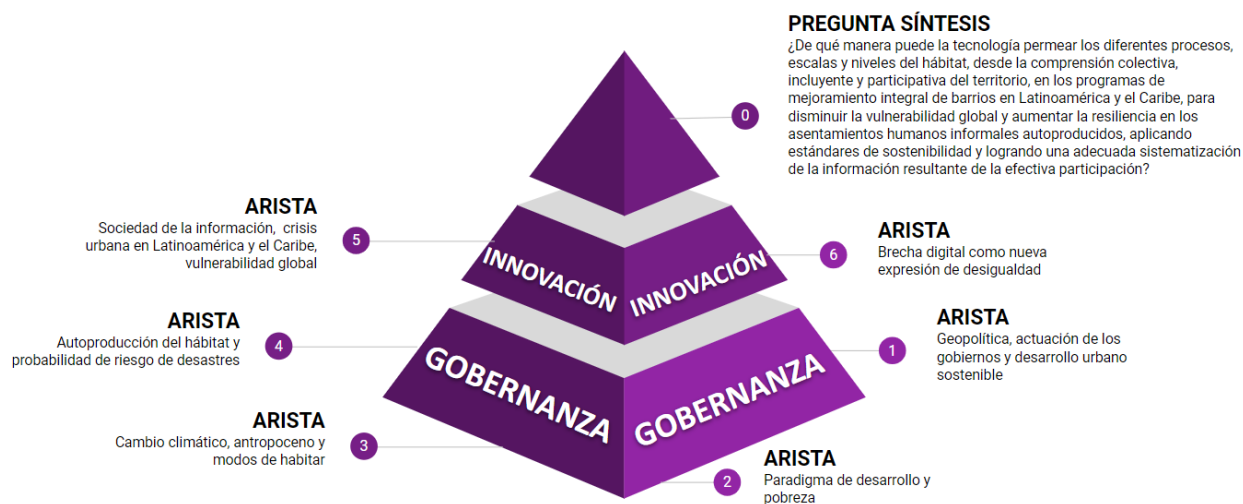 PREGUNTA SÍNTESIS
¿De qué manera puede la tecnología permear los diferentes procesos,
escalas y niveles del hábitat, desde la comprensión colectiva,
incluyente y participativa del territorio, en los programas de
mejoramiento integral de barrios en Latinoamérica y el Caribe, para
disminuir la vulnerabilidad global y aumentar la resiliencia en los
asentamientos humanos informales autoproducidos, aplicando
estándares de sostenibilidad y logrando una adecuada sistematización
de la información resultante de la efectiva participación?
0
ARISTA
Sociedad de la información, crisis
urbana en Latinoamérica y el Caribe,
vulnerabilidad global
5
INNOVACIÓN
INNOVACIÓN
6
ARISTA
Brecha digital como nueva
expresión de desigualdad
ARISTA
Autoproducción del hábitat y
probabilidad de riesgo de desastres
4
GOBERNANZA
GOBERNANZA
1
ARISTA
Geopolítica, actuación de los
gobiernos y desarrollo urbano
sostenible
ARISTA
Cambio climático, antropoceno y
modos de habitar
3
2
ARISTA
Paradigma de desarrollo y
pobreza